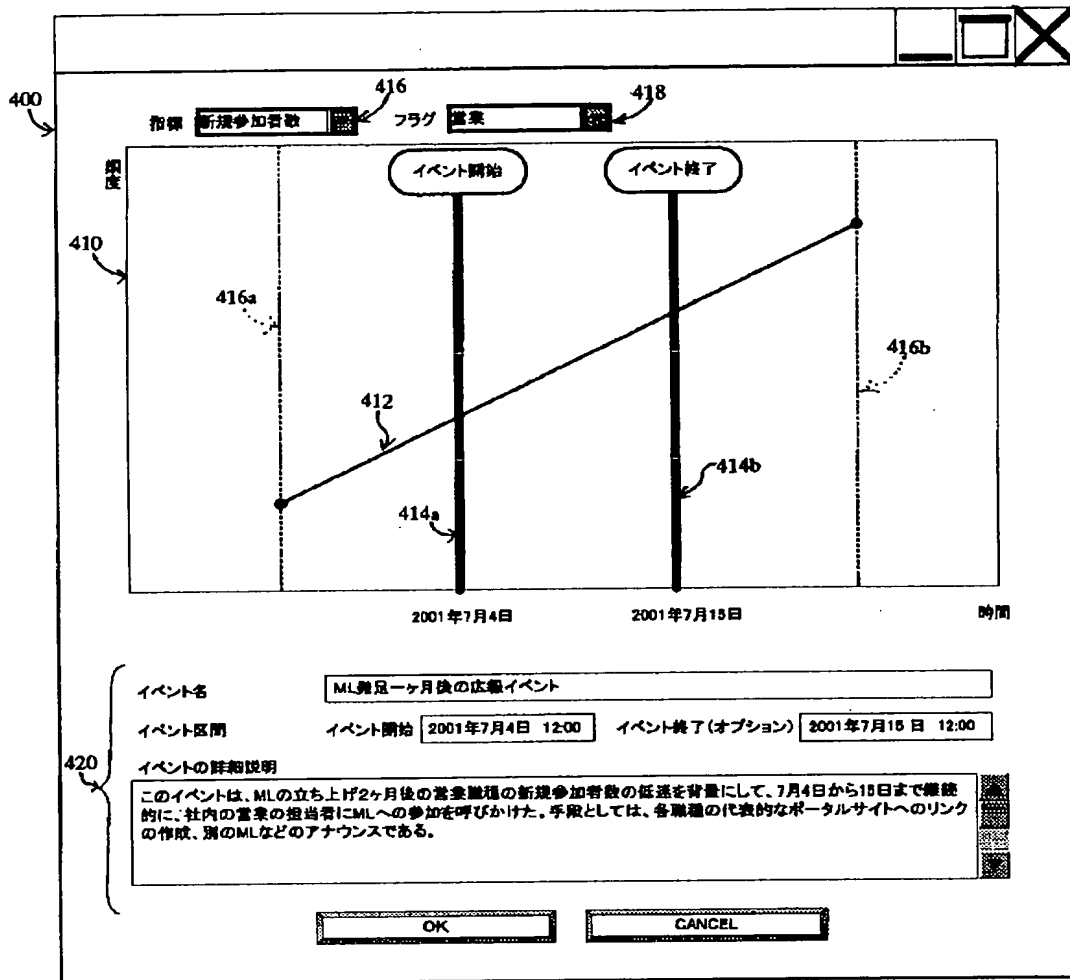 400
416
418
指標 新規参加者数 フラグ 営業
イベント開始 イベント終了
410
416a
416b
412
414b
414a
2001年7月4日 2001年7月15日 時間
イベント名 ML発足一ヶ月後の広報イベント
イベント区間 イベント開始 2001年7月4日 12:00 イベント終了(オプション) 2001年7月15日 12:00
420
イベントの詳細説明
このイベントは、MLの立ち上げ2ヶ月後の営業職種の新規参加者数の低迷を背景にして、7月4日から15日まで継続
的に、社内の営業の担当者にMLへの参加を呼びかけた。手段としては、各職種の代表的なポータルサイトへのリンク
の作成、別のMLなどのアナウンスである。
OK CANCEL